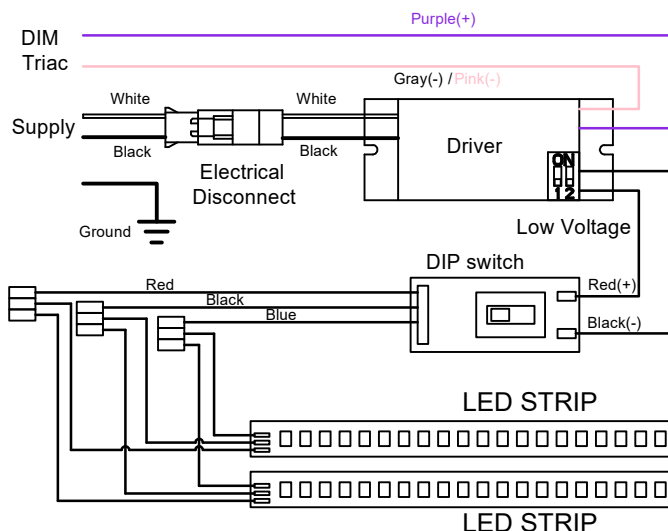 Purple(+)
DIM
Triac
Gray(-) /Pink(-)
White
White
Supply
Driver
Black
Black
Electrical
Disconnect
ON
1 2
Ground
Low Voltage
DIP switch
Red
Red(+)
Black
Blue
Black(-)
LED STRIP
LED STRIP